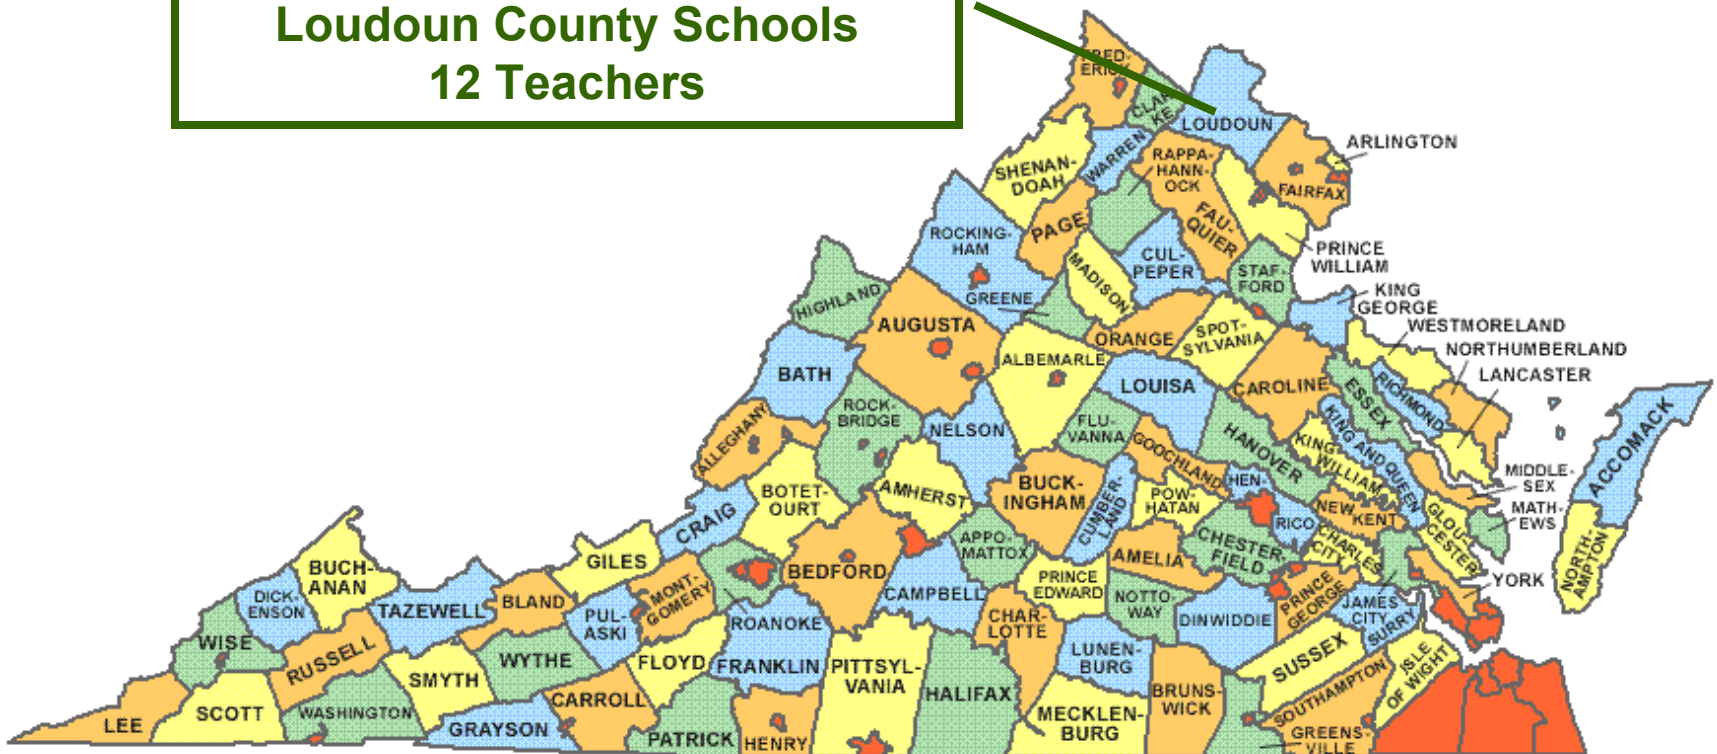 Loudoun County Schools
12 Teachers
FRED-
ERICK
CLAR
KE
LOUDOUN
ARLINGTON
WARREN
RAPPA-
HANN-
OCK
SHENAN-
DOAH
FAIRFAX
PAGE
FAU-
QUIER
ROCKING-
HAM
PRINCE
WILLIAM
CUL-
PEPER
MADISON
STAF-
FORD
HIGHLAND
GREENE
KING
GEORGE
AUGUSTA
ORANGE
SPOT-
SYLVANIA
WESTMORELAND
NORTHUMBERLAND
ALBEMARLE
BATH
LOUISA
CAROLINE
ESSEX
RICHMOND
LANCASTER
ROCK-
BRIDGE
ALLEGHANY
NELSON
FLU-
VANNA
GOOCHLAND
HANOVER
KING AND QUEEN
KING
WILLIAM
ACCOMACK
MIDDLE-
SEX
BOTET-
OURT
AMHERST
BUCK-
INGHAM
CUMBER-
LAND
POW-
HATAN
HEN-
RICO
NEW
KENT
GLOU-
CESTER
MATH-
EWS
CRAIG
APPO-
MATTOX
CHESTER-
FIELD
CHARLES
CITY
NORTH-
AMPTON
BUCH-
ANAN
GILES
BEDFORD
AMELIA
PRINCE
EDWARD
YORK
DICK-
ENSON
TAZEWELL
BLAND
MONT-
GOMERY
CAMPBELL
NOTTO-
WAY
PRINCE
GEORGE
JAMES
CITY
SURRY
PUL-
ASKI
ROANOKE
CHAR-
LOTTE
DINWIDDIE
WISE
RUSSELL
WYTHE
FLOYD
FRANKLIN
PITTSYL-
VANIA
LUNEN-
BURG
SUSSEX
ISLE
OF WIGHT
SMYTH
HALIFAX
BRUNS-
WICK
SOUTHAMPTON
LEE
SCOTT
WASHINGTON
CARROLL
GRAYSON
MECKLEN-
BURG
PATRICK
HENRY
GREENS-
VILLE